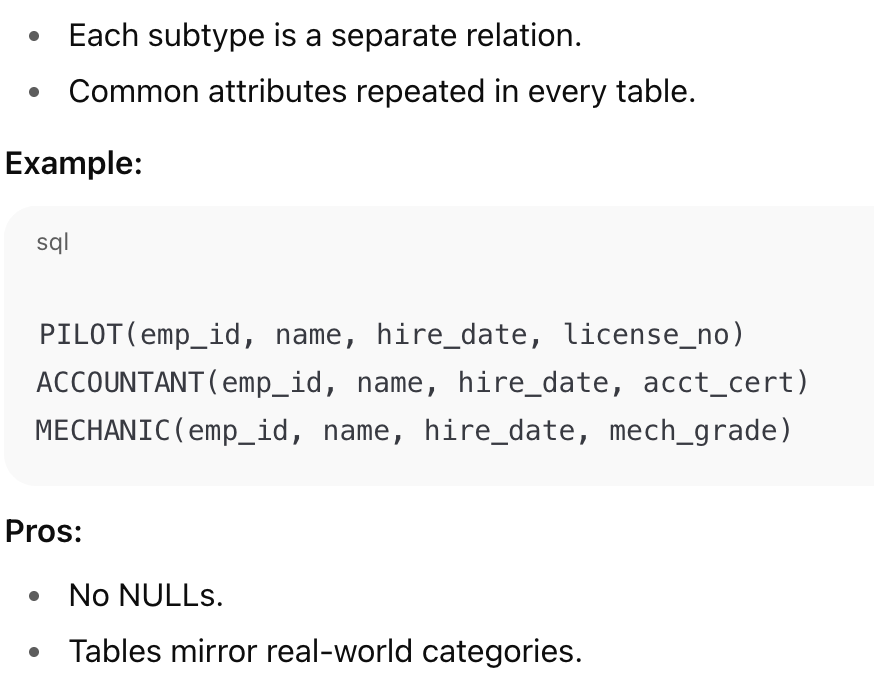 Each subtype is a separate relation.
Common attributes repeated in every table.
Example:
sql
PILOT(emp_id, name, hire_date, license_no)
ACCOUNTANT(emp_id, name, hire_date, acct_cert)
MECHANIC(emp_id, name, hire_date, mech_grade)
Pros:
No NULLs.
Tables mirror real-world categories.